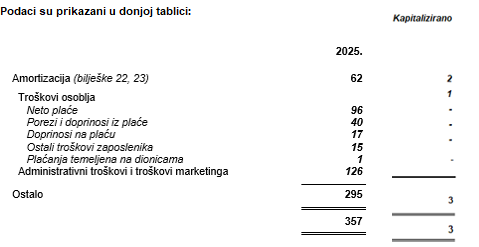 Podaci su prikazani u donjoj tablici:
Kapitalizirano
2025.
Amortizacija (bilješke 22, 23) 62 2
Troškovi osoblja 1
Neto plaće 96 -
Porezi i doprinosi iz plaće 40 -
Doprinosi na plaću 17 -
Ostali troškovi zaposlenika 15
Plaćanja temeljena na dionicama 1 -
Administrativni troškovi i troškovi marketinga 126
Ostalo 295 3
357 3